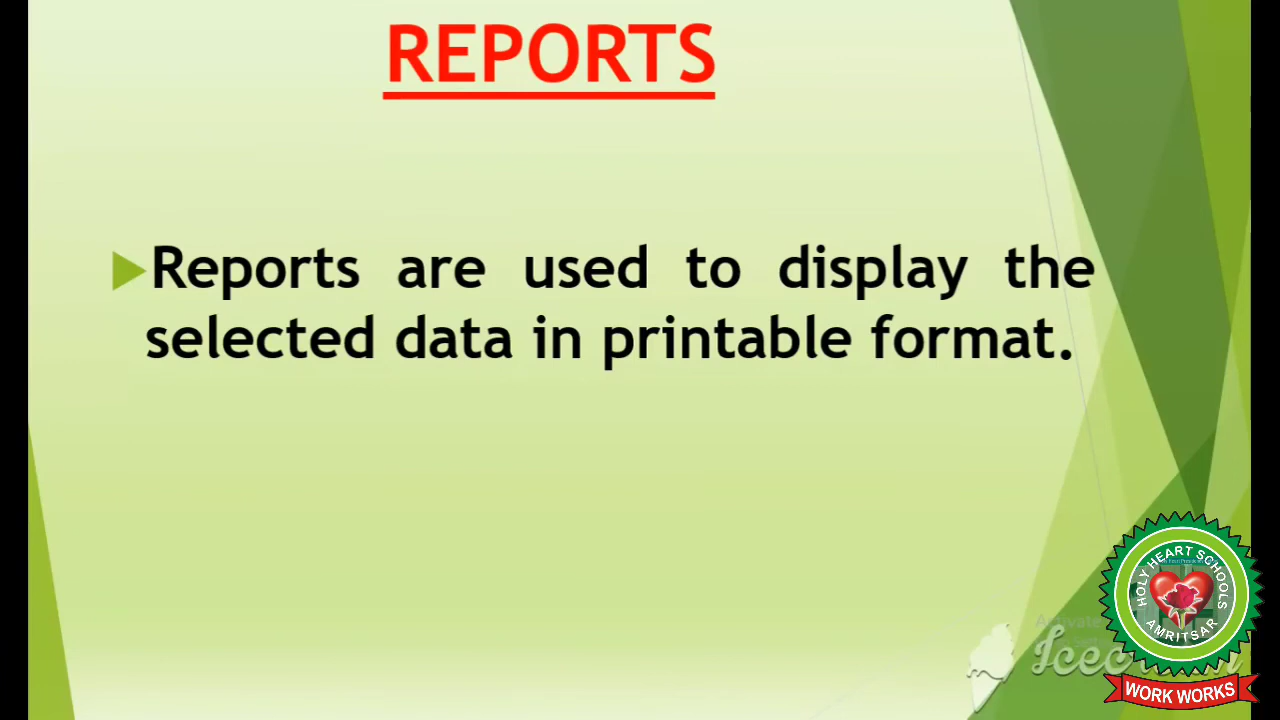 REPORTS
Reports are used to display the
selected data in printable format.
HOLY HEART SCHOOLS
AMRITSAR
WORK WORKS